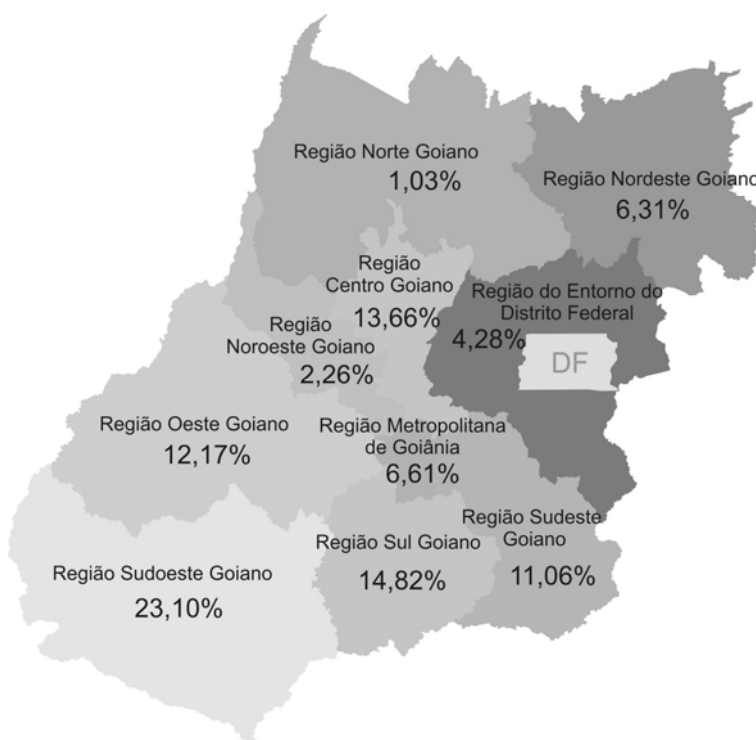 Região Norte Goiano
1,03%
Região Nordeste Goiano
6,31%
Região
Centro Goiano
13,66%
Região do Entorno do
Distrito Federal
4,28%
DF
Região
Noroeste Goiano
2,26%
Região Oeste Goiano
12,17%
Região Metropolitana
de Goiânia
6,61%
Região Sudeste
Goiano
11,06%
Região Sul Goiano
14,82%
Região Sudoeste Goiano
23,10%